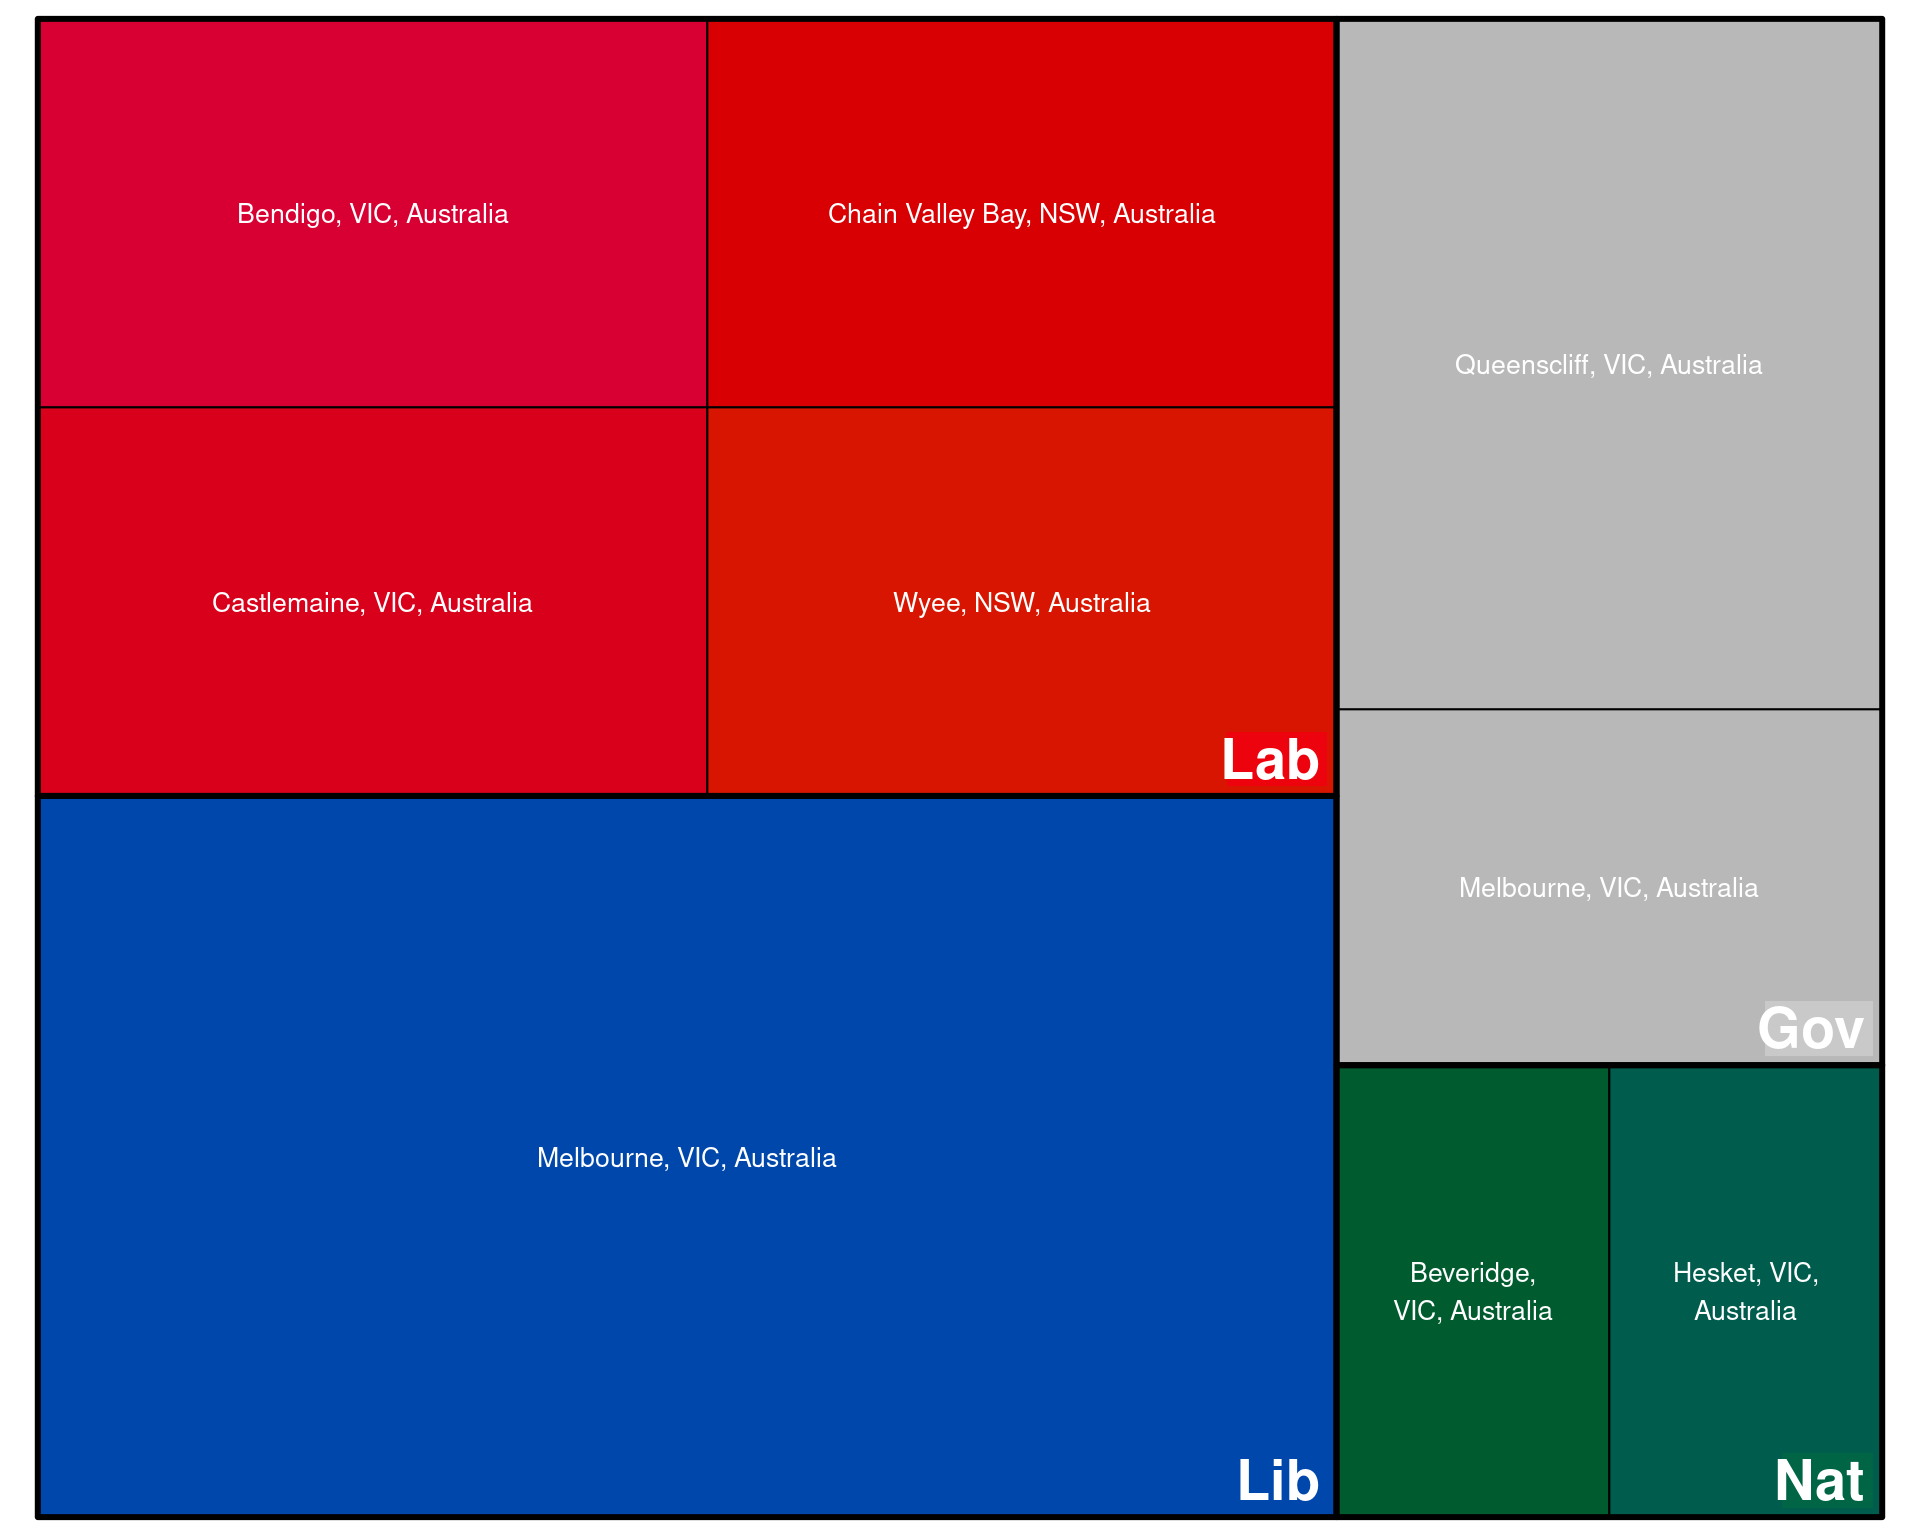 Bendigo, VIC, Australia
Chain Valley Bay, NSW, Australia
Castlemaine, VIC, Australia
Wyee, NSW, Australia
Lab
Melbourne, VIC, Australia
Lib
Queenscliff, VIC, Australia
Melbourne, VIC, Australia
Gov
Beveridge,
VIC, Australia
Hesket, VIC,
Australia
Nat